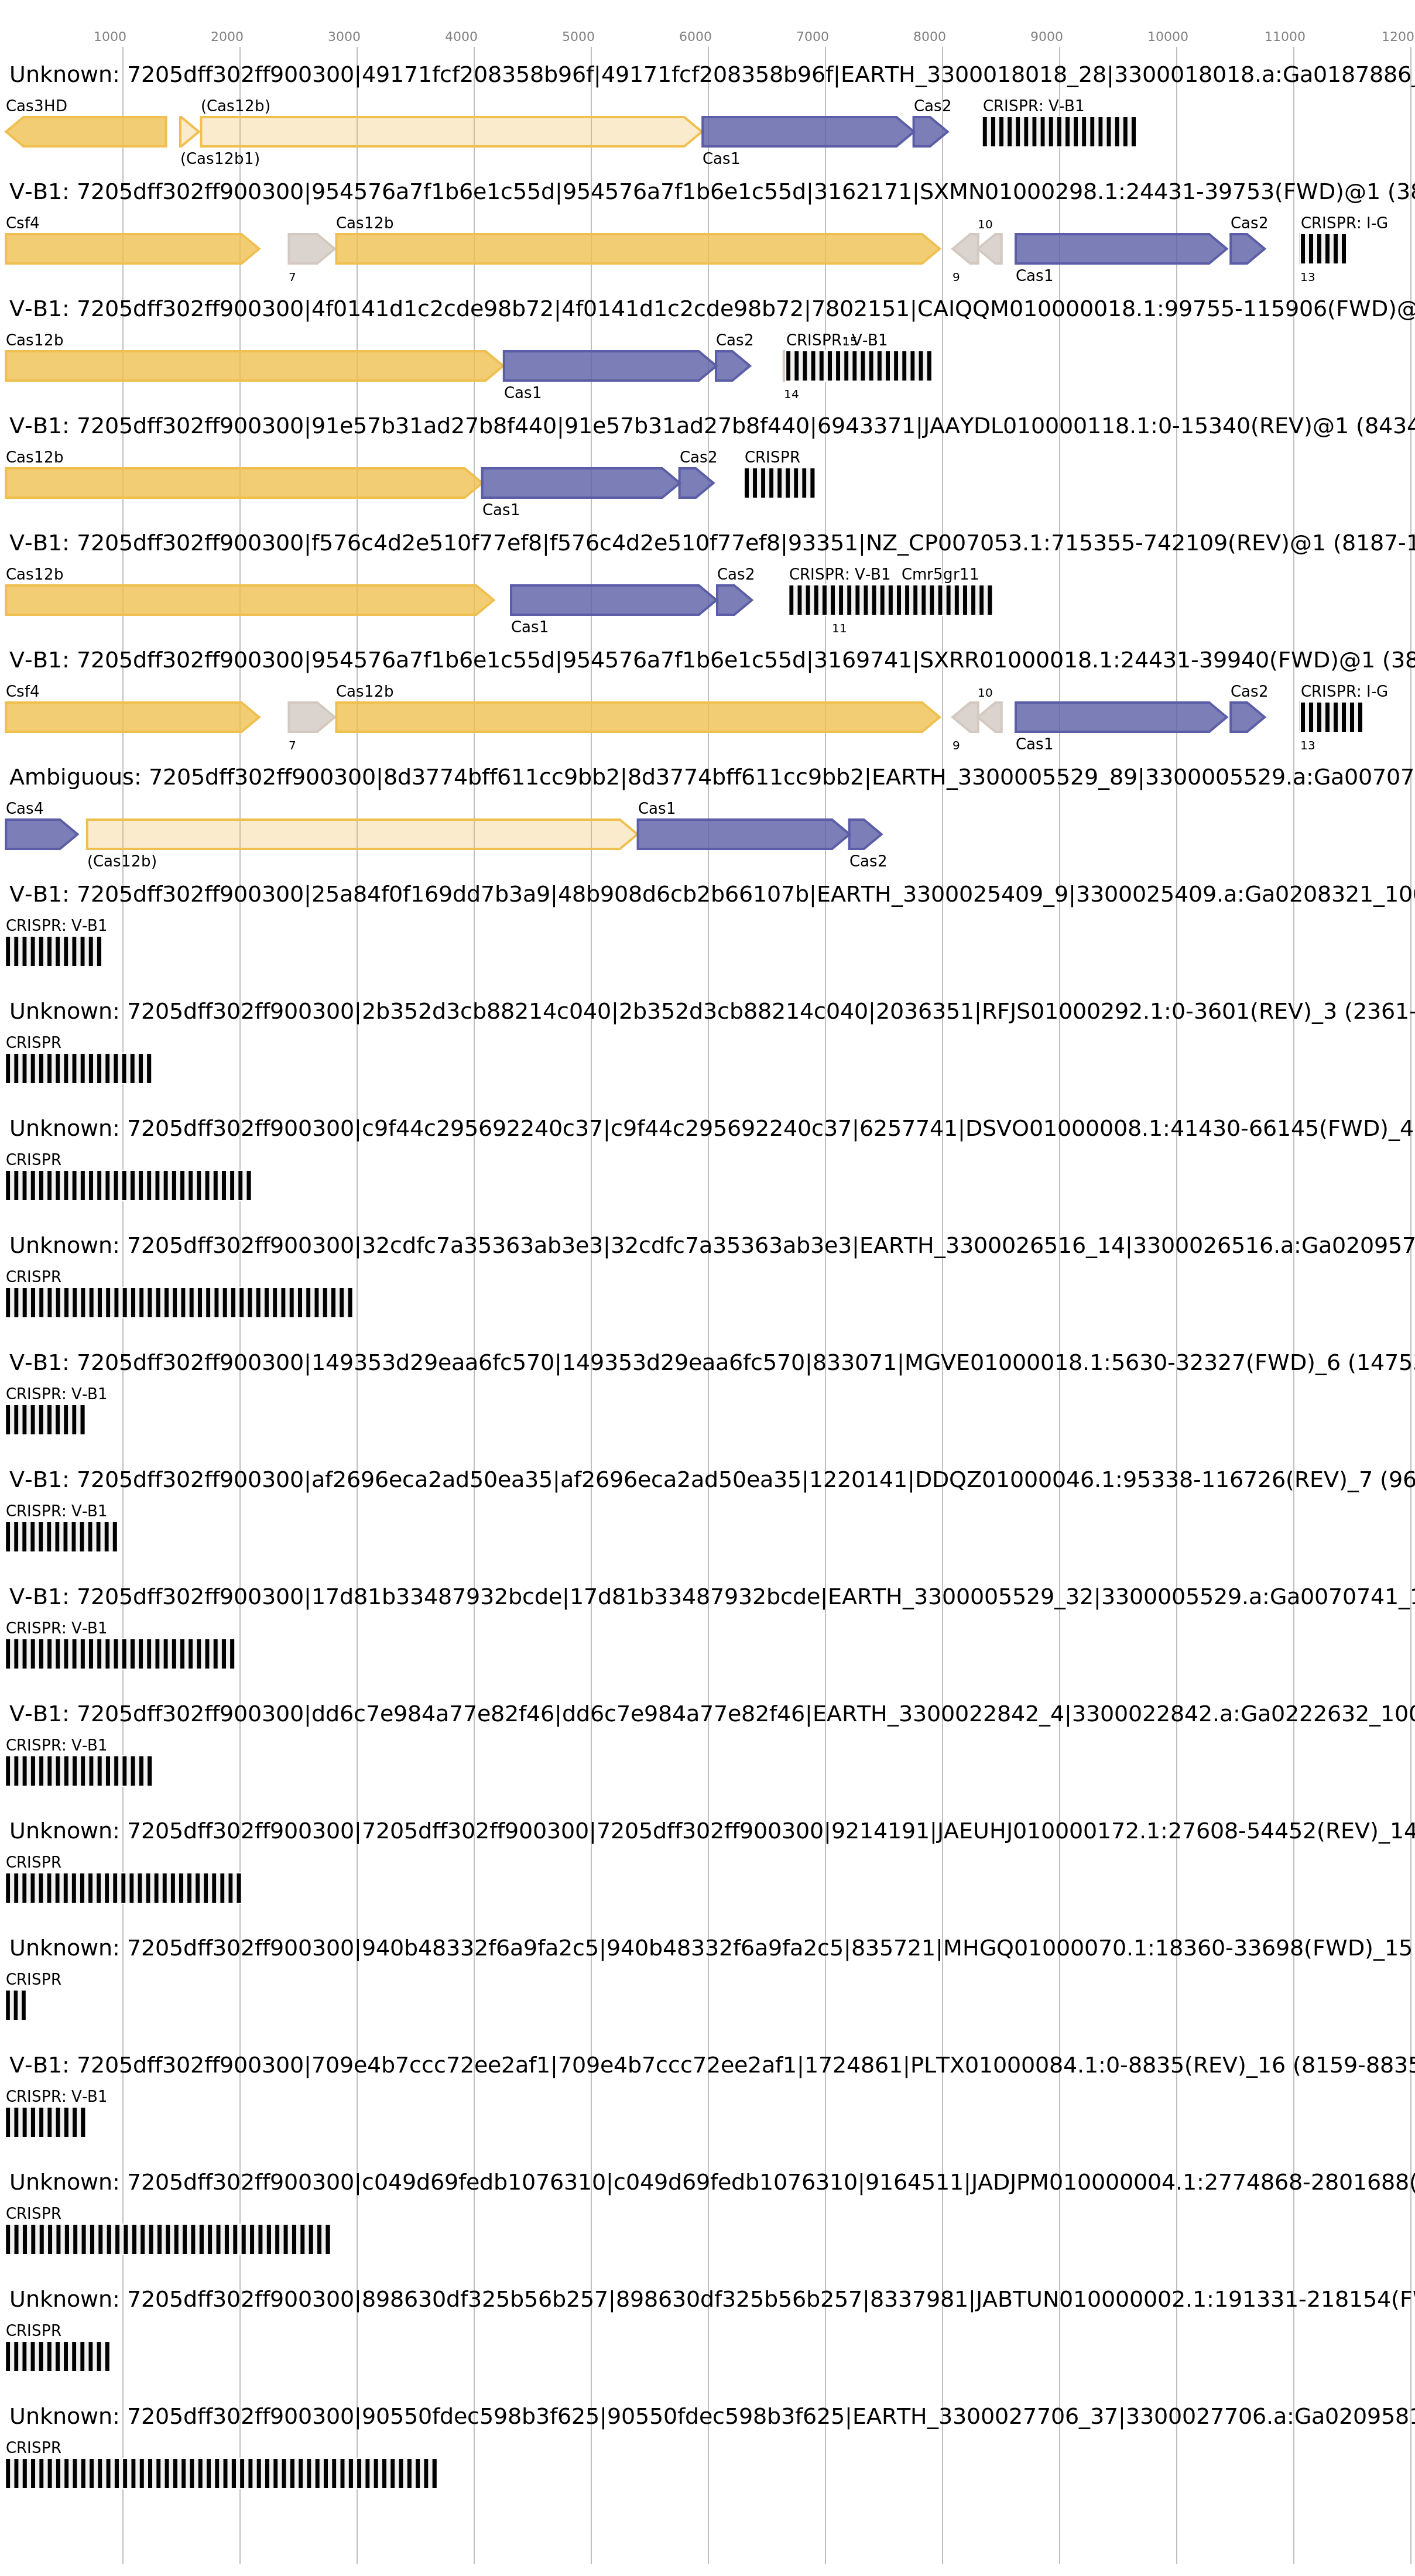 1000 2000 3000 4000 5000 6000 7000 8000 9000 10000 11000 1200
Unknown: 7205dff302ff900300|49171fcf208358b96f|49171fcf208358b96f|EARTH_3300018018_28|3300018018.a:Ga0187886_
Cas3HD (Cas12b) Cas2 CRISPR: V-B1
(Cas12b1) Cas1
V-B1: 7205dff302ff900300|954576a7f1b6e1c55d|954576a7f1b6e1c55d|3162171|SXMN01000298.1:24431-39753(FWD)@1 (38
Csf4 Cas12b 10 Cas2 CRISPR: I-G
7 9 Cas1 13
V-B1: 7205dff302ff900300|4f0141d1c2cde98b72|4f0141d1c2cde98b72|7802151|CAIQQM010000018.1:99755-115906(FWD)@
Cas12b Cas2 CRISPR: V-B1 15
Cas1 14
V-B1: 7205dff302ff900300|91e57b31ad27b8f440|91e57b31ad27b8f440|6943371|JAAYDL010000118.1:0-15340(REV)@1 (8434
Cas12b Cas2 CRISPR
Cas1
V-B1: 7205dff302ff900300|f576c4d2e510f77ef8|f576c4d2e510f77ef8|93351|NZ_CP007053.1:715355-742109(REV)@1 (8187-1
Cas12b Cas2 CRISPR: V-B1 Cmr5gr11
Cas1 11
V-B1: 7205dff302ff900300|954576a7f1b6e1c55d|954576a7f1b6e1c55d|3169741|SXRR01000018.1:24431-39940(FWD)@1 (38
Csf4 Cas12b 10 Cas2 CRISPR: I-G
7 9 Cas1 13
Ambiguous: 7205dff302ff900300|8d3774bff611cc9bb2|8d3774bff611cc9bb2|EARTH_3300005529_89|3300005529.a:Ga00707
Cas4 Cas1
(Cas12b) Cas2
V-B1: 7205dff302ff900300|25a84f0f169dd7b3a9|48b908d6cb2b66107b|EARTH_3300025409_9|3300025409.a:Ga0208321_100
CRISPR: V-B1
Unknown: 7205dff302ff900300|2b352d3cb88214c040|2b352d3cb88214c040|2036351|RFJS01000292.1:0-3601(REV)_3 (2361-
CRISPR
Unknown: 7205dff302ff900300|c9f44c295692240c37|c9f44c295692240c37|6257741|DSVO01000008.1:41430-66145(FWD)_4
CRISPR
Unknown: 7205dff302ff900300|32cdfc7a35363ab3e3|32cdfc7a35363ab3e3|EARTH_3300026516_14|3300026516.a:Ga020957
CRISPR
V-B1: 7205dff302ff900300|149353d29eaa6fc570|149353d29eaa6fc570|833071|MGVE01000018.1:5630-32327(FWD)_6 (1475
CRISPR: V-B1
V-B1: 7205dff302ff900300|af2696eca2ad50ea35|af2696eca2ad50ea35|1220141|DDQZ01000046.1:95338-116726(REV)_7 (96
CRISPR: V-B1
V-B1: 7205dff302ff900300|17d81b33487932bcde|17d81b33487932bcde|EARTH_3300005529_32|3300005529.a:Ga0070741_1
CRISPR: V-B1
V-B1: 7205dff302ff900300|dd6c7e984a77e82f46|dd6c7e984a77e82f46|EARTH_3300022842_4|3300022842.a:Ga0222632_100
CRISPR: V-B1
Unknown: 7205dff302ff900300|7205dff302ff900300|7205dff302ff900300|9214191|JAEUHJ010000172.1:27608-54452(REV)_14
CRISPR
Unknown: 7205dff302ff900300|940b48332f6a9fa2c5|940b48332f6a9fa2c5|835721|MHGQ01000070.1:18360-33698(FWD)_15
CRISPR
V-B1: 7205dff302ff900300|709e4b7ccc72ee2af1|709e4b7ccc72ee2af1|1724861|PLTX01000084.1:0-8835(REV)_16 (8159-8835
CRISPR: V-B1
Unknown: 7205dff302ff900300|c049d69fedb1076310|c049d69fedb1076310|9164511|JADJPM010000004.1:2774868-2801688(
CRISPR
Unknown: 7205dff302ff900300|898630df325b56b257|898630df325b56b257|8337981|JABTUN010000002.1:191331-218154(F
CRISPR
Unknown: 7205dff302ff900300|90550fdec598b3f625|90550fdec598b3f625|EARTH_3300027706_37|3300027706.a:Ga0209581
CRISPR